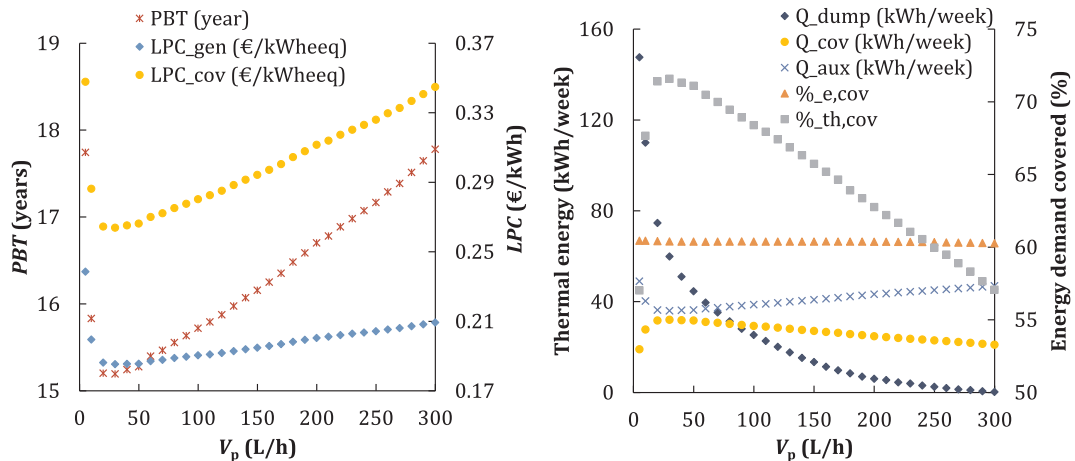 PBT (year)
LPC_gen (€/kWheeq)
LPC_cov (€/kWheeq)
19
18
17
16
15
PBT (years)
0.37
0.33
0.29
0.25
0.21
0.17
LPC (€/kWh)
0 50 100 150 200 250 300
Vp (L/h)
Q_dump (kWh/week)
Q_cov (kWh/week)
Q_aux (kWh/week)
%_e,cov
%_th,cov
160
120
80
40
0
Thermal energy (kWh/week)
75
70
65
60
55
50
Energy demand covered (%)
0 50 100 150 200 250 300
Vp (L/h)